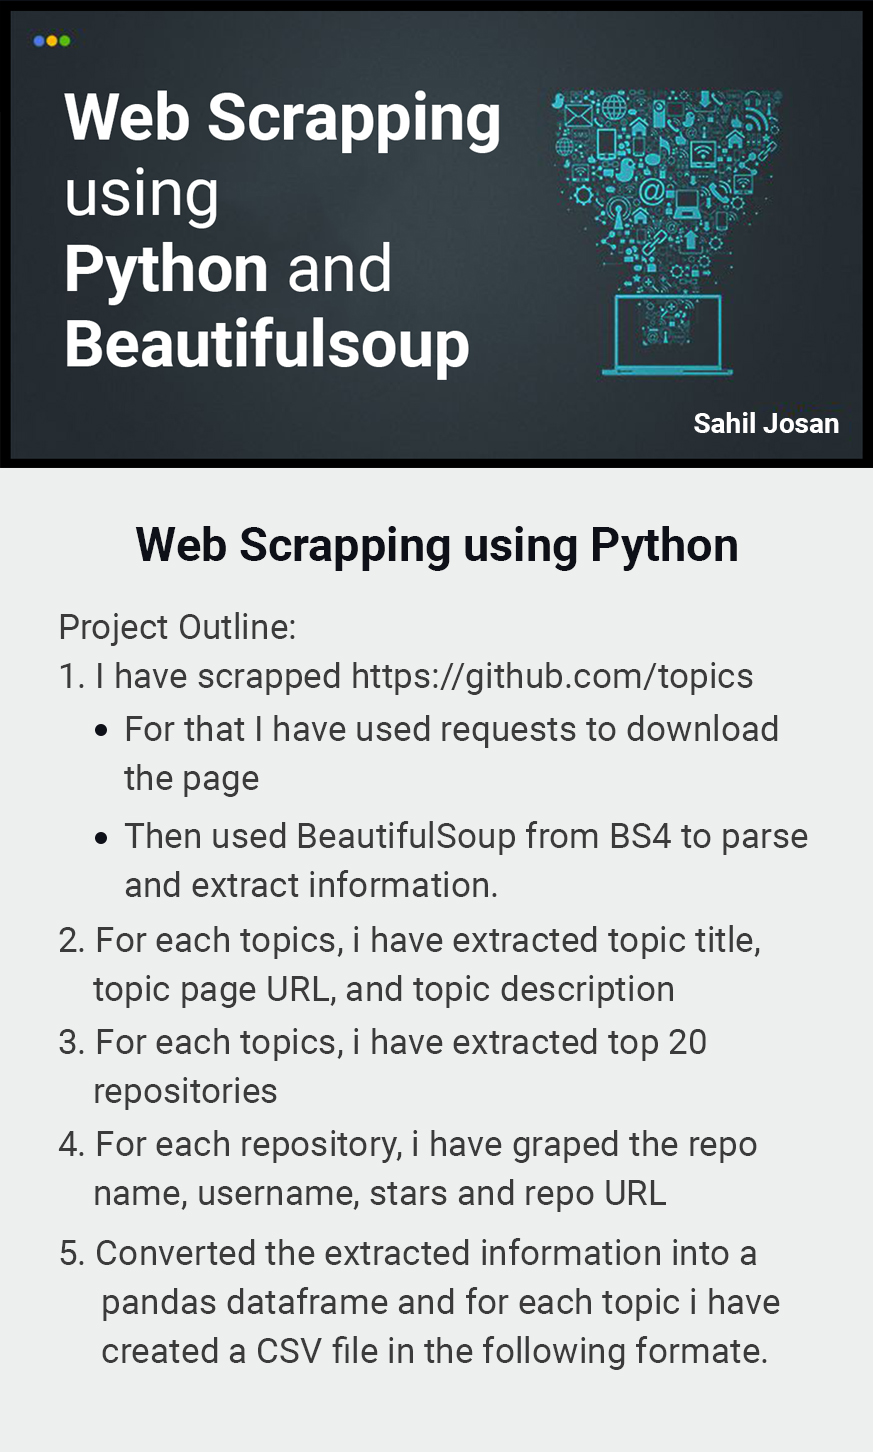 Web Scrapping
using
Python and
Beautifulsoup
Sahil Josan
Web Scrapping using Python
Project Outline:
1. I have scrapped https://github.com/topics
• For that I have used requests to download
the page
• Then used BeautifulSoup from BS4 to parse
and extract information.
2. For each topics, i have extracted topic title,
topic page URL, and topic description
3. For each topics, i have extracted top 20
repositories
4. For each repository, i have graped the repo
name, username, stars and repo URL
5. Converted the extracted information into a
pandas dataframe and for each topic i have
created a CSV file in the following formate.